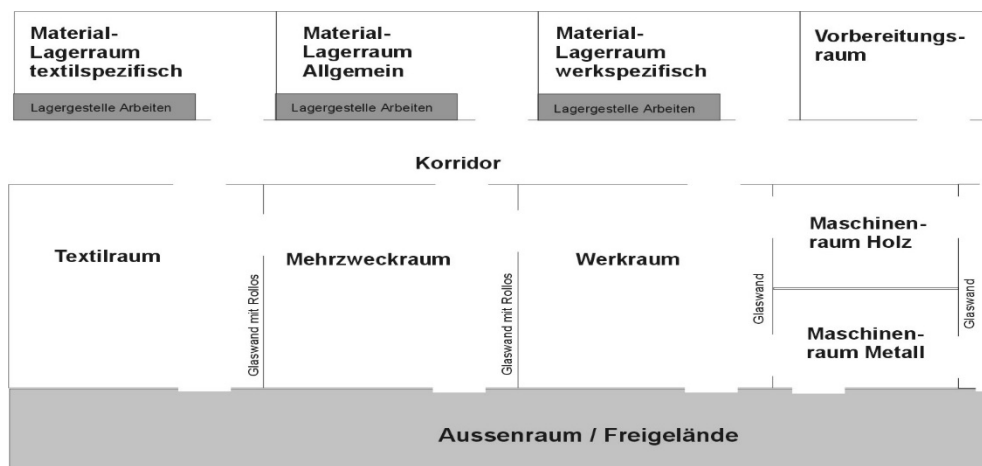 Material-
Lagerraum
textilspezifisch
Lagergestelle Arbeiten
Material-
Lagerraum
Allgemein
Lagergestelle Arbeiten
Material-
Lagerraum
werkspezifisch
Lagergestelle Arbeiten
Vorbereitungs-
raum
Korridor
Textilraum
Glaswand mit Rollos
Mehrzweckraum
Glaswand mit Rollos
Werkraum
Glaswand
Maschinen-
raum Holz
Maschinen-
raum Metall
Glaswand
Aussenraum / Freigelände